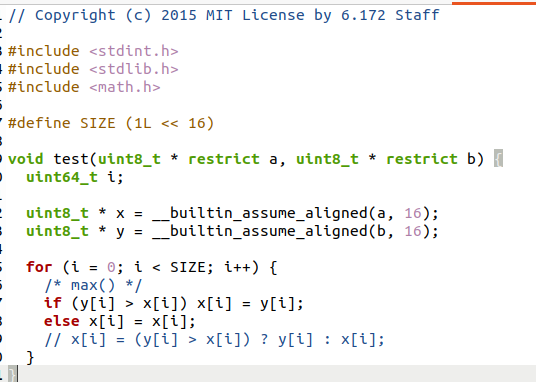 // Copyright (c) 2015 MIT License by 6.172 Staff
#include <stdint.h>
#include <stdlib.h>
#include <math.h>
#define SIZE (1L << 16)
void test(uint8_t * restrict a, uint8_t * restrict b) {
  uint64_t i;
  uint8_t * x = __builtin_assume_aligned(a, 16);
  uint8_t * y = __builtin_assume_aligned(b, 16);
  for (i = 0; i < SIZE; i++) {
    /* max() */
    if (y[i] > x[i]) x[i] = y[i];
    else x[i] = x[i];
    // x[i] = (y[i] > x[i]) ? y[i] : x[i];
  }
}